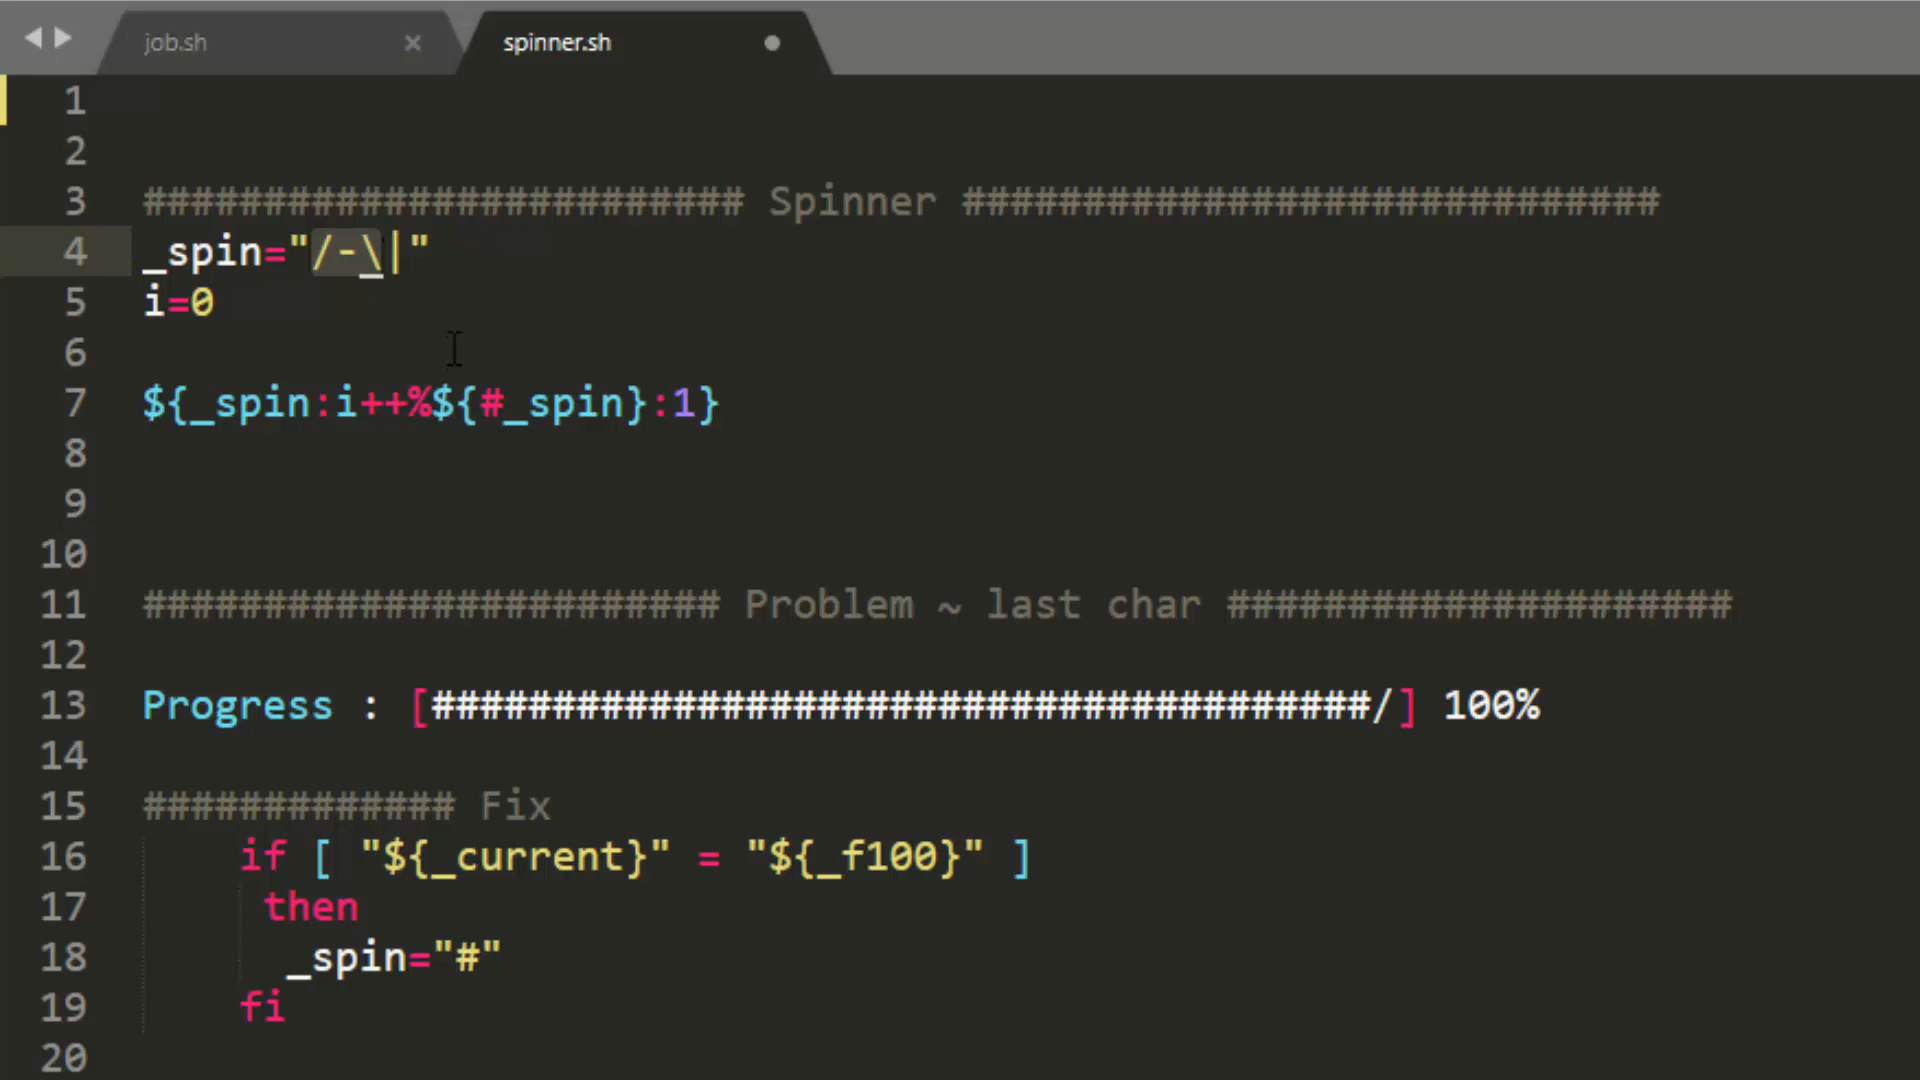 job.sh
spinner.sh
1
2
3 ######################### Spinner #############################
4 _spin="/-\|"
5 i=0
6
7 ${_spin:i++%${#_spin}:1}
8
9
10
11 ######################## Problem ~ last char #####################
12
13 Progress : [#######################################/] 100%
14
15 ############# Fix
16 if [ "${_current}" = "${_f100}" ]
17 then
18 _spin="#"
19 fi
20